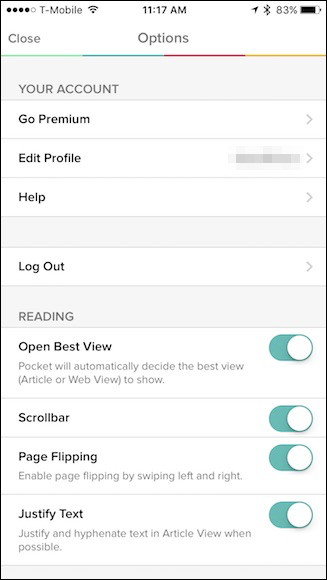 T-Mobile 11:17 AM 83%
Close Options
YOUR ACCOUNT
Go Premium
Edit Profile
Help
Log Out
READING
Open Best View
Pocket will automatically decide the best view
(Article or Web View) to show.
Scrollbar
Page Flipping
Enable page flipping by swiping left and right.
Justify Text
Justify and hyphenate text in Article View when
possible.